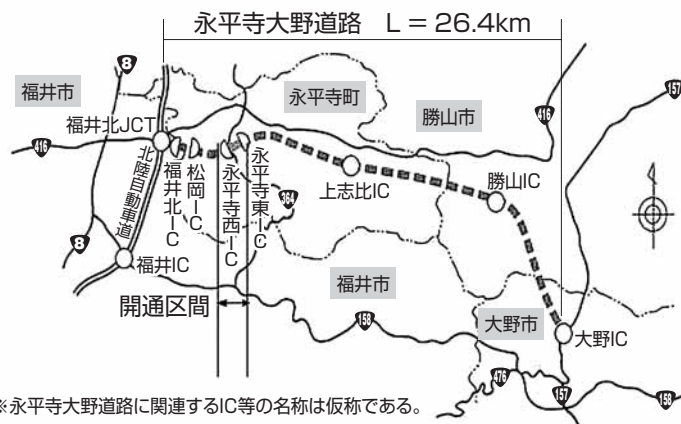 永平寺大野道路 L = 26.4km
8
157
福井市
永平寺町
勝山市
416
福井北JCT
416
北陸自動車道
福井北IC
松岡IC
永平寺西IC
永平寺東IC
364
上志比IC
勝山IC
8
福井IC
開通区間
福井市
158
大野市
大野IC
476
157
158
※永平寺大野道路に関連するIC等の名称は仮称である。